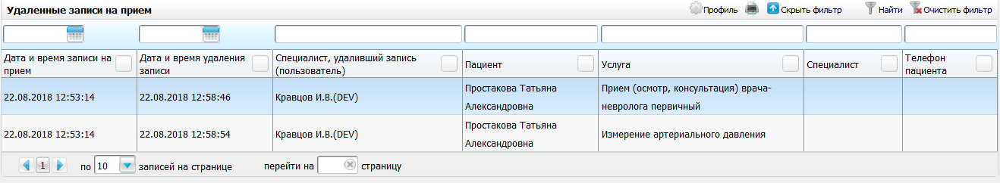 Удаленные записи на прием
Профиль
Скрыть фильтр
Найти
Очистить фильтр
Дата и время записи на
прием
Дата и время удаления
записи
Специалист, удаливший запись
(пользователь)
Пациент
Услуга
Специалист
Телефон
пациента
22.08.2018 12:53:14
22.08.2018 12:58:46
Кравцов И.В.(DEV)
Простакова Татьяна
Александровна
Прием (осмотр, консультация) врача-
невролога первичный
22.08.2018 12:53:14
22.08.2018 12:58:54
Кравцов И.В.(DEV)
Простакова Татьяна
Александровна
Измерение артериального давления
1 по 10 записей на странице перейти на страницу